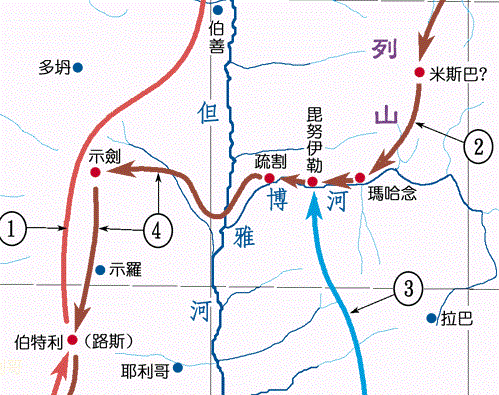 伯善
列
多坍
米斯巴?
但
山
毘努伊勒
②
示劍
疏割
瑪哈念
博
河
①
④
雅
示羅
③
河
拉巴
伯特利（路斯）
耶利哥